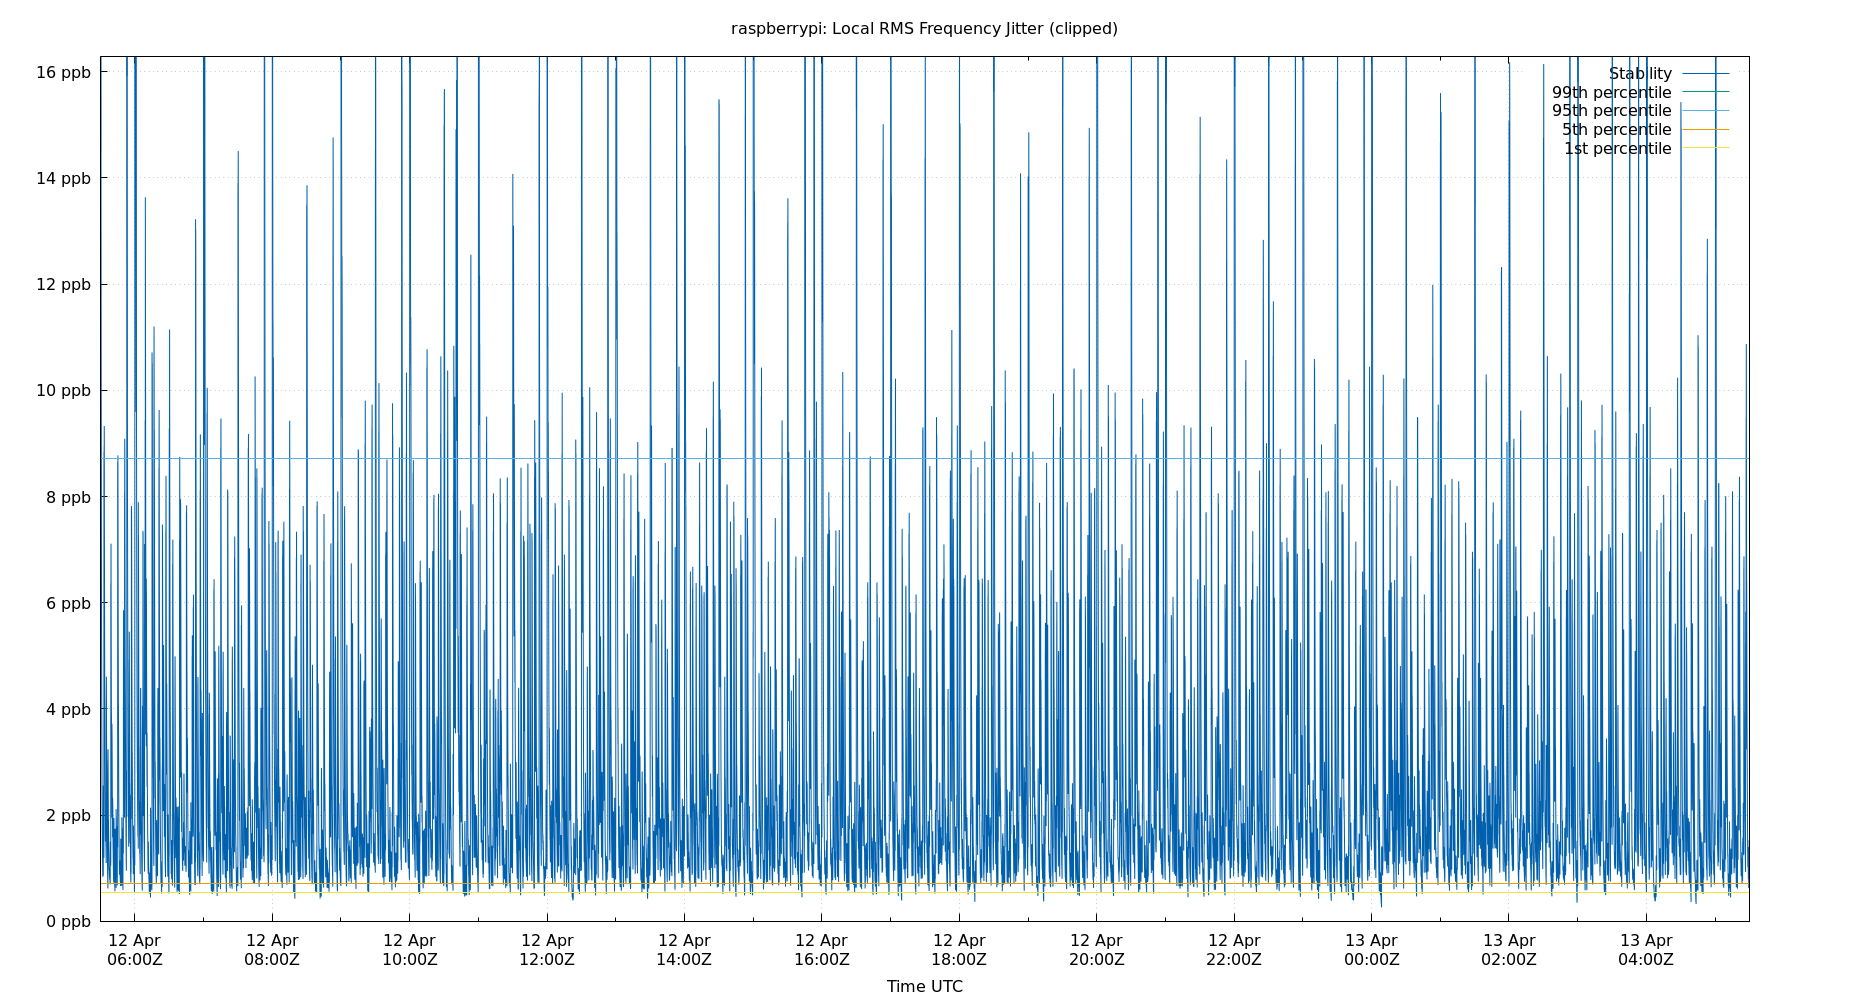 raspberrypi: Local RMS Frequency Jitter (clipped)
16 ppb
14 ppb
12 ppb
10 ppb
8 ppb
6 ppb
4 ppb
2 ppb
0 ppb
Stability
99th percentile
95th percentile
5th percentile
1st percentile
12 Apr 12 Apr 12 Apr 12 Apr 12 Apr 12 Apr 12 Apr 12 Apr 12 Apr 13 Apr 13 Apr 13 Apr
06:00Z 08:00Z 10:00Z 12:00Z 14:00Z 16:00Z 18:00Z 20:00Z 22:00Z 00:00Z 02:00Z 04:00Z
Time UTC